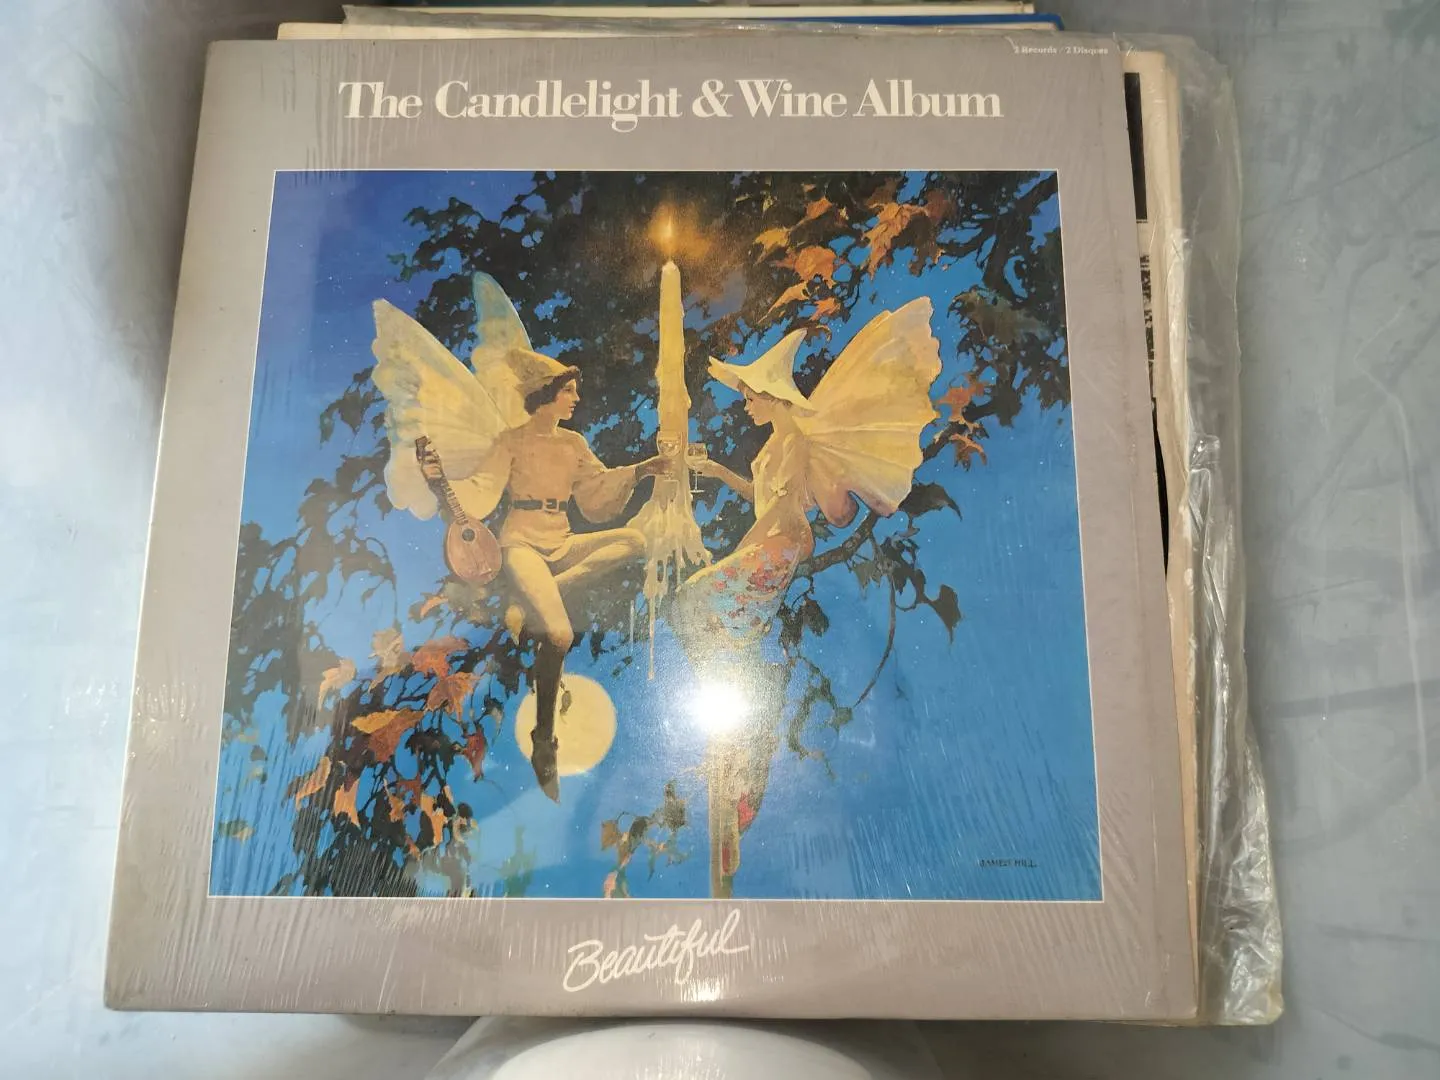 2 Records / 2 Disques
The Candlelight & Wine Album
JAMES HILL
Beautiful